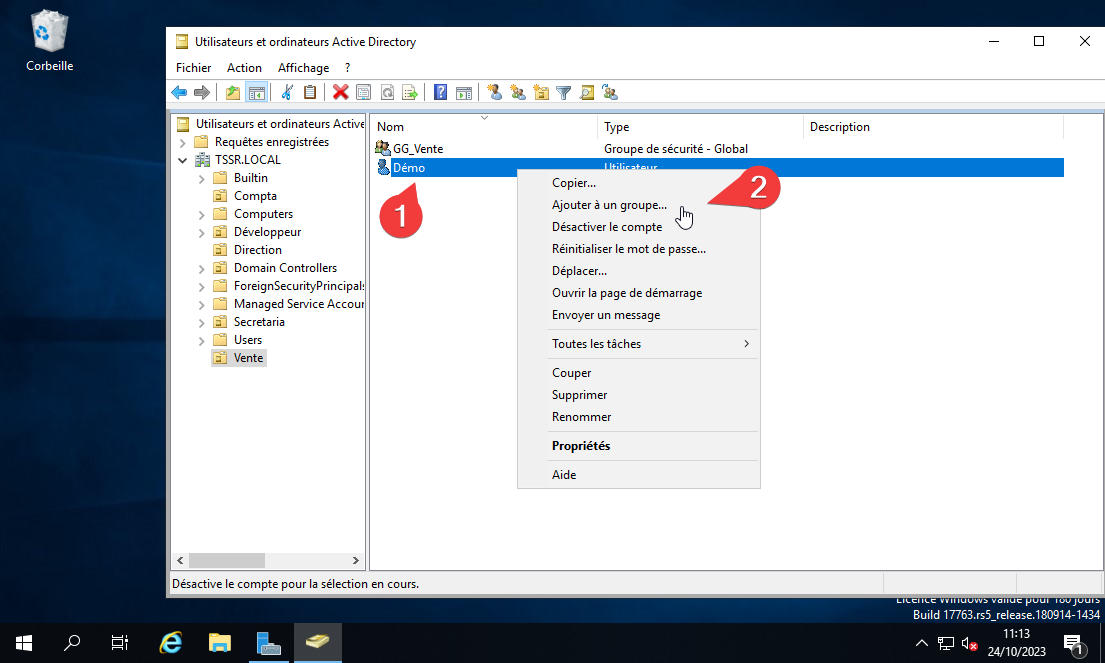 Corbeille
Utilisateurs et ordinateurs Active Directory
Fichier Action Affichage ?
Utilisateurs et ordinateurs Active
Requêtes enregistrées
TSSR.LOCAL
Builtin
Compta
Computers
Développeur
Direction
Domain Controllers
ForeignSecurityPrincipals
Managed Service Accour
Secretaria
Users
Vente
Nom Type Description
GG_Vente Groupe de sécurité - Global
Démo Utilisateur
1
2
Copier...
Ajouter à un groupe...
Désactiver le compte
Réinitialiser le mot de passe...
Déplacer...
Ouvrir la page de démarrage
Envoyer un message
Toutes les tâches
Couper
Supprimer
Renommer
Propriétés
Aide
Désactive le compte pour la sélection en cours.
Licence Windows valide pour 180 jours
Build 17763.rs5_release.180914-1434
11:13
24/10/2023
1